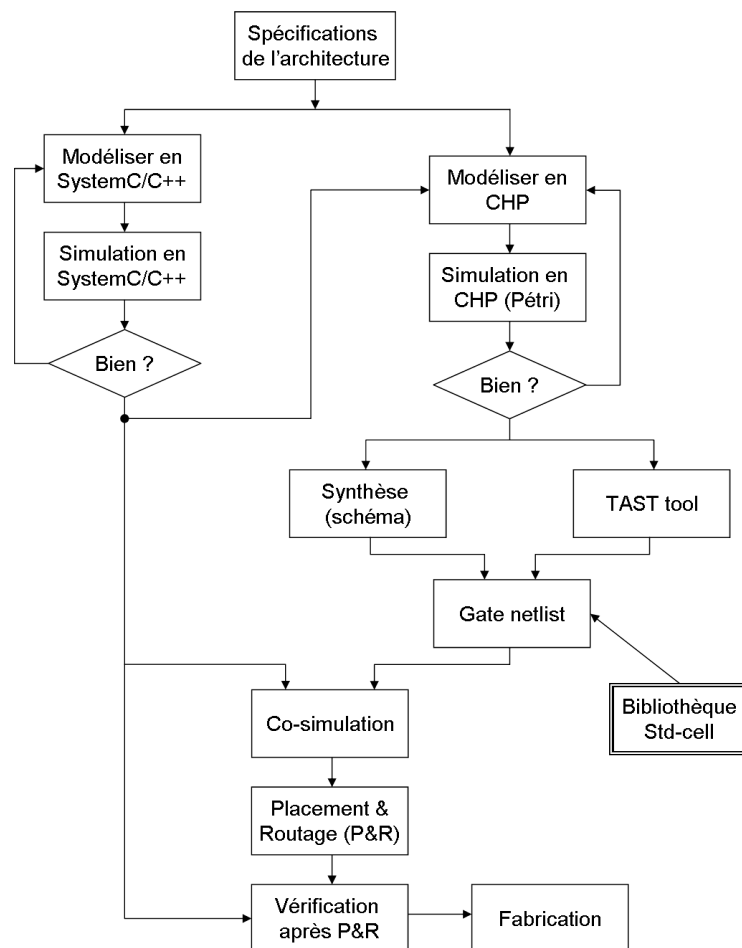 Spécifications
de l'architecture
Modéliser en
SystemC/C++
Modéliser en
CHP
Simulation en
SystemC/C++
Simulation en
CHP (Pétri)
Bien ?
Bien ?
Synthèse
(schéma)
TAST tool
Gate netlist
Bibliothèque
Std-cell
Co-simulation
Placement &
Routage (P&R)
Vérification
après P&R
Fabrication